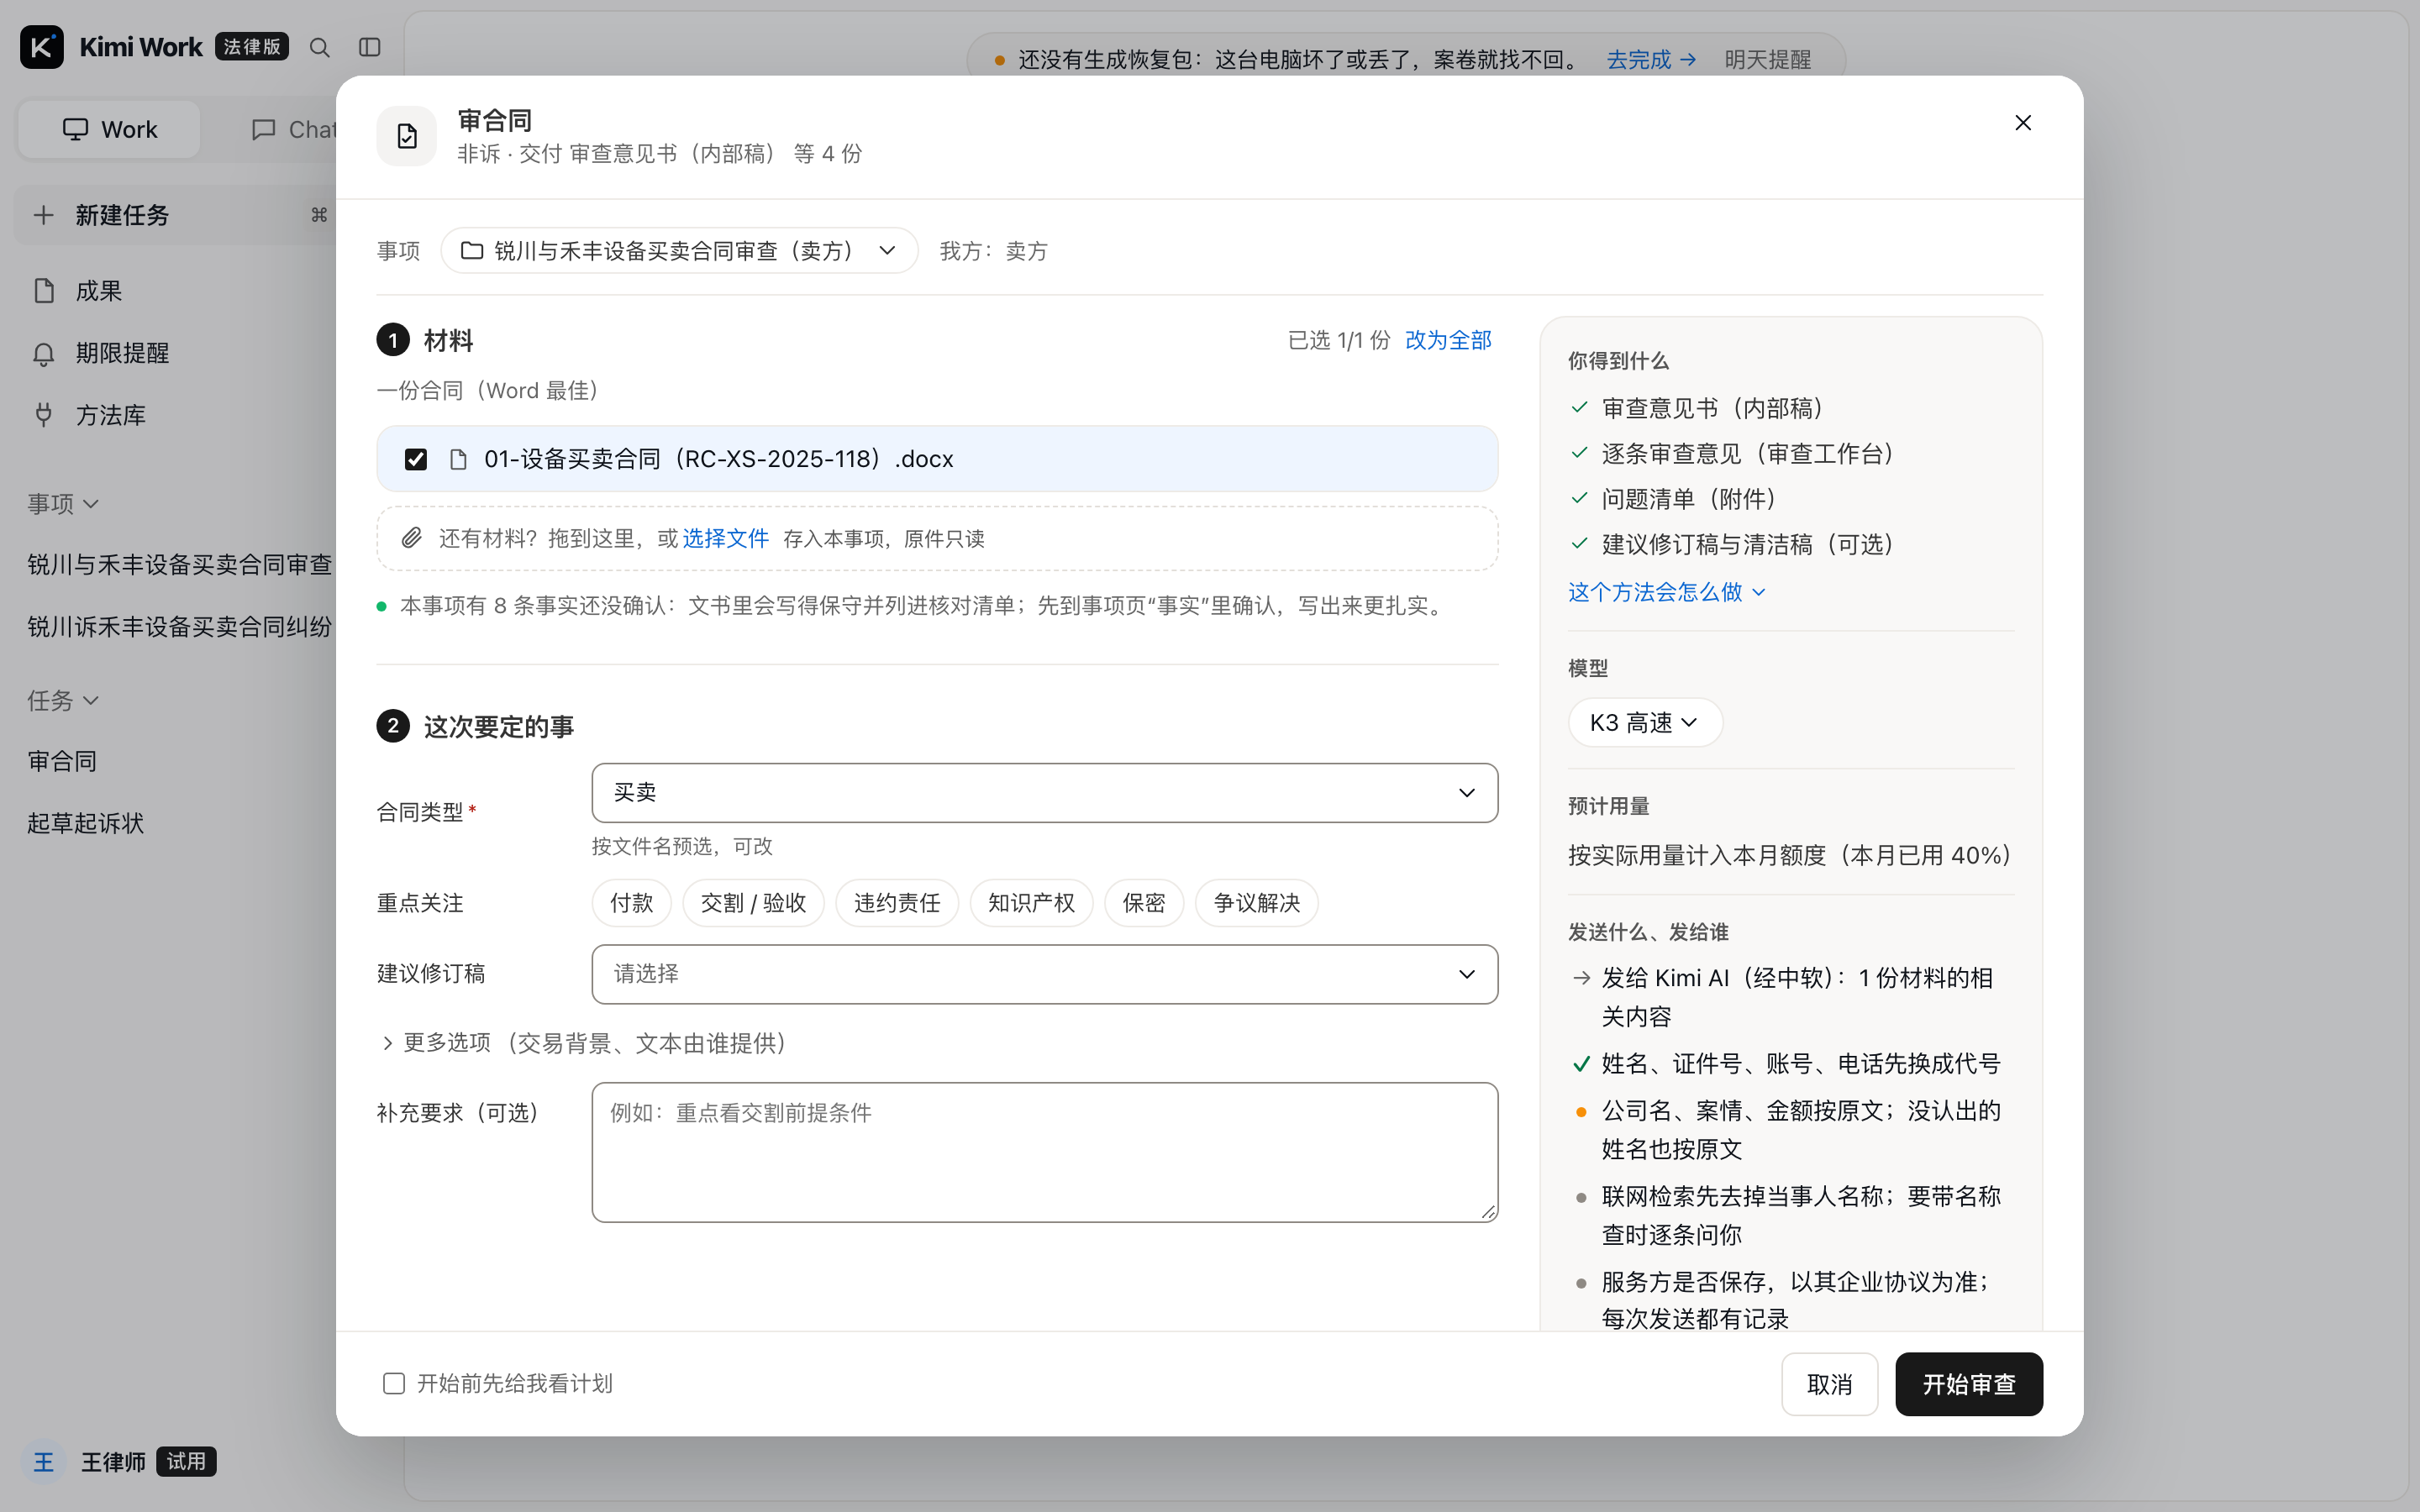 Kimi Work 法律版
Work
Chat
新建任务 ⌘
成果
期限提醒
方法库
事项
锐川与禾丰设备买卖合同审查
锐川诉禾丰设备买卖合同纠纷
任务
审合同
起草起诉状
王 王律师 试用
还没有生成恢复包：这台电脑坏了或丢了，案卷就找不回。 去完成 → 明天提醒
审合同
非诉 · 交付 审查意见书（内部稿） 等 4 份
事项 锐川与禾丰设备买卖合同审查（卖方） 我方：卖方
1 材料 已选 1/1 份 改为全部
一份合同（Word 最佳）
01-设备买卖合同（RC-XS-2025-118）.docx
还有材料？拖到这里，或选择文件 存入本事项，原件只读
本事项有 8 条事实还没确认：文书里会写得保守并列进核对清单；先到事项页“事实”里确认，写出来更扎实。
2 这次要定的事
合同类型* 买卖
按文件名预选，可改
重点关注 付款 交割 / 验收 违约责任 知识产权 保密 争议解决
建议修订稿 请选择
更多选项 （交易背景、文本由谁提供）
补充要求（可选） 例如：重点看交割前提条件
你得到什么
审查意见书（内部稿）
逐条审查意见（审查工作台）
问题清单（附件）
建议修订稿与清洁稿（可选）
这个方法会怎么做
模型
K3 高速
预计用量
按实际用量计入本月额度（本月已用 40%）
发送什么、发给谁
→ 发给 Kimi AI（经中软）：1 份材料的相
关内容
姓名、证件号、账号、电话先换成代号
公司名、案情、金额按原文；没认出的
姓名也按原文
联网检索先去掉当事人名称；要带名称
查时逐条问你
服务方是否保存，以其企业协议为准；
每次发送都有记录
开始前先给我看计划 取消 开始审查